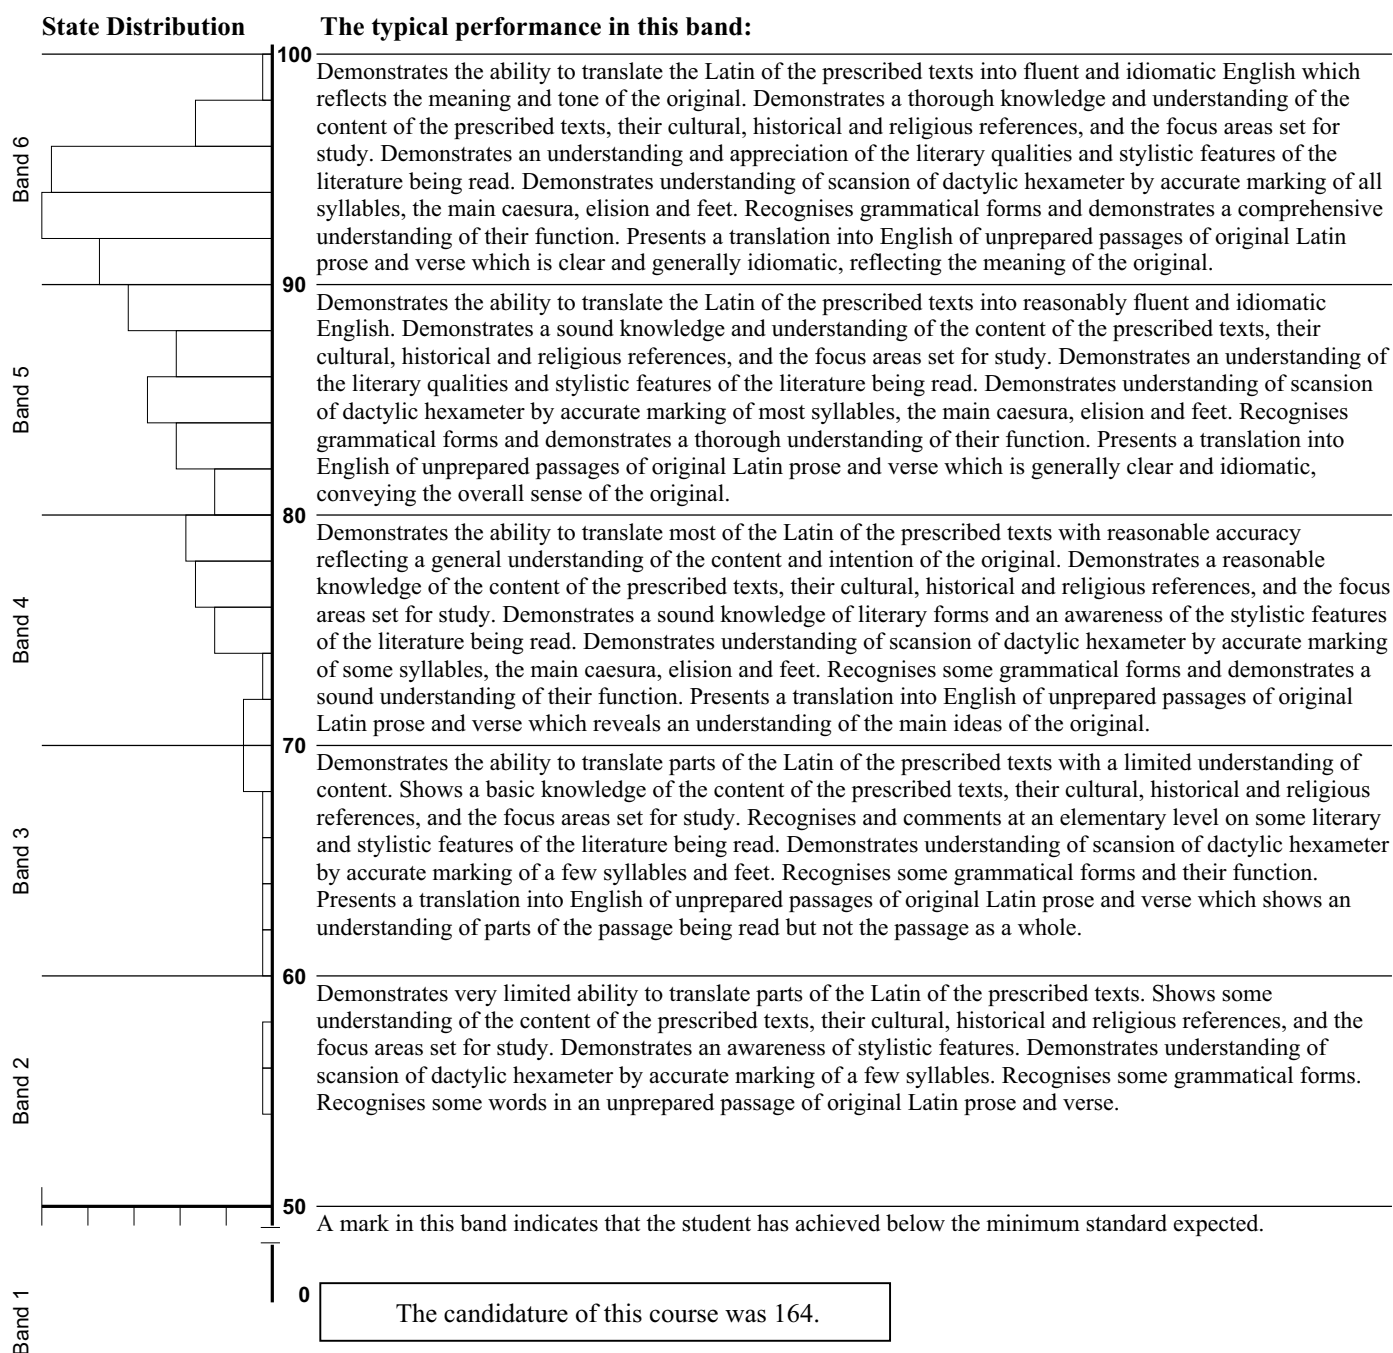 State Distribution
The typical performance in this band:
100
Demonstrates the ability to translate the Latin of the prescribed texts into fluent and idiomatic English which
reflects the meaning and tone of the original. Demonstrates a thorough knowledge and understanding of the
content of the prescribed texts, their cultural, historical and religious references, and the focus areas set for
study. Demonstrates an understanding and appreciation of the literary qualities and stylistic features of the
literature being read. Demonstrates understanding of scansion of dactylic hexameter by accurate marking of all
syllables, the main caesura, elision and feet. Recognises grammatical forms and demonstrates a comprehensive
understanding of their function. Presents a translation into English of unprepared passages of original Latin
prose and verse which is clear and generally idiomatic, reflecting the meaning of the original.
Band 6
90
Demonstrates the ability to translate the Latin of the prescribed texts into reasonably fluent and idiomatic
English. Demonstrates a sound knowledge and understanding of the content of the prescribed texts, their
cultural, historical and religious references, and the focus areas set for study. Demonstrates an understanding of
the literary qualities and stylistic features of the literature being read. Demonstrates understanding of scansion
of dactylic hexameter by accurate marking of most syllables, the main caesura, elision and feet. Recognises
grammatical forms and demonstrates a thorough understanding of their function. Presents a translation into
English of unprepared passages of original Latin prose and verse which is generally clear and idiomatic,
conveying the overall sense of the original.
Band 5
80
Demonstrates the ability to translate most of the Latin of the prescribed texts with reasonable accuracy
reflecting a general understanding of the content and intention of the original. Demonstrates a reasonable
knowledge of the content of the prescribed texts, their cultural, historical and religious references, and the focus
areas set for study. Demonstrates a sound knowledge of literary forms and an awareness of the stylistic features
of the literature being read. Demonstrates understanding of scansion of dactylic hexameter by accurate marking
of some syllables, the main caesura, elision and feet. Recognises some grammatical forms and demonstrates a
sound understanding of their function. Presents a translation into English of unprepared passages of original
Latin prose and verse which reveals an understanding of the main ideas of the original.
Band 4
70
Demonstrates the ability to translate parts of the Latin of the prescribed texts with a limited understanding of
content. Shows a basic knowledge of the content of the prescribed texts, their cultural, historical and religious
references, and the focus areas set for study. Recognises and comments at an elementary level on some literary
and stylistic features of the literature being read. Demonstrates understanding of scansion of dactylic hexameter
by accurate marking of a few syllables and feet. Recognises some grammatical forms and their function.
Presents a translation into English of unprepared passages of original Latin prose and verse which shows an
understanding of parts of the passage being read but not the passage as a whole.
Band 3
60
Demonstrates very limited ability to translate parts of the Latin of the prescribed texts. Shows some
understanding of the content of the prescribed texts, their cultural, historical and religious references, and the
focus areas set for study. Demonstrates an awareness of stylistic features. Demonstrates understanding of
scansion of dactylic hexameter by accurate marking of a few syllables. Recognises some grammatical forms.
Recognises some words in an unprepared passage of original Latin prose and verse.
Band 2
50
A mark in this band indicates that the student has achieved below the minimum standard expected.
0
Band 1
The candidature of this course was 164.